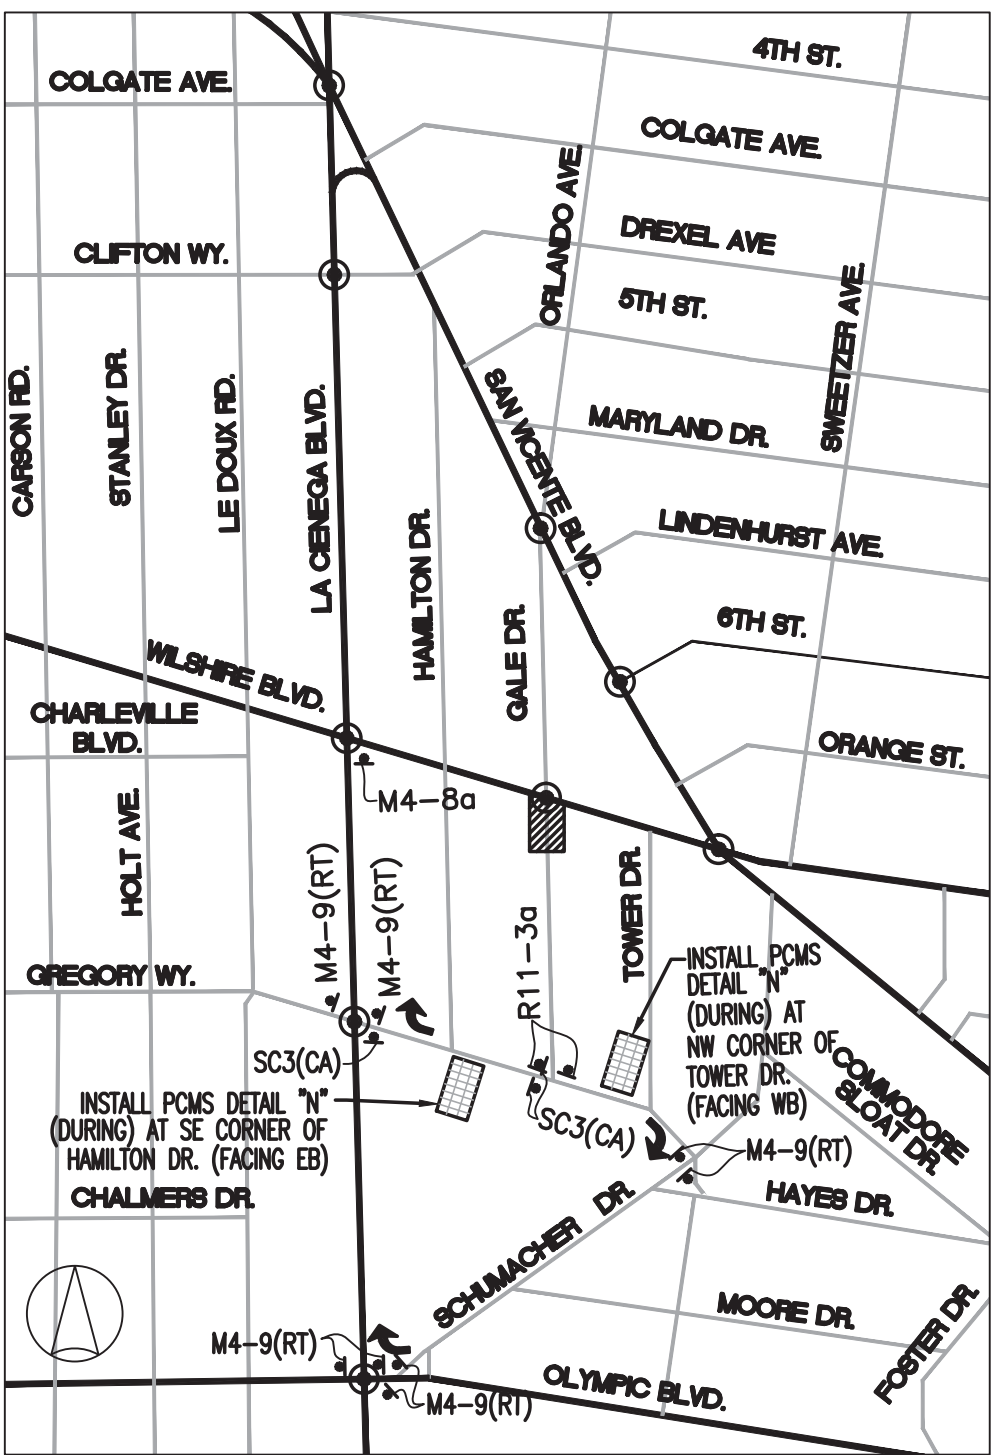 4TH ST.
COLGATE AVE.
COLGATE AVE.
ORLANDO AVE.
DREXEL AVE
CLIFTON WY.
5TH ST.
SWEETZER AVE.
CARSON RD.
STANLEY DR.
LE DOUX RD.
LA CIENEGA BLVD.
SAN VICENTE BLVD.
MARYLAND DR.
HAMILTON DR.
LINDENHURST AVE.
GALE DR.
6TH ST.
WILSHIRE BLVD.
CHARLEVILLE
BLVD.
ORANGE ST.
M4-8a
HOLT AVE.
M4-9(RT)
M4-9(RT)
R11-3a
TOWER DR.
GREGORY WY.
INSTALL PCMS
DETAIL "N"
(DURING) AT
NW CORNER OF
TOWER DR.
(FACING WB)
COMMODORE
SLOAT DR.
SC3(CA)
INSTALL PCMS DETAIL "N"
(DURING) AT SE CORNER OF
HAMILTON DR. (FACING EB)
SC3(CA)
M4-9(RT)
CHALMERS DR.
HAYES DR.
SCHUMACHER DR.
MOORE DR.
FOSTER DR.
M4-9(RT)
OLYMPIC BLVD.
M4-9(RT)